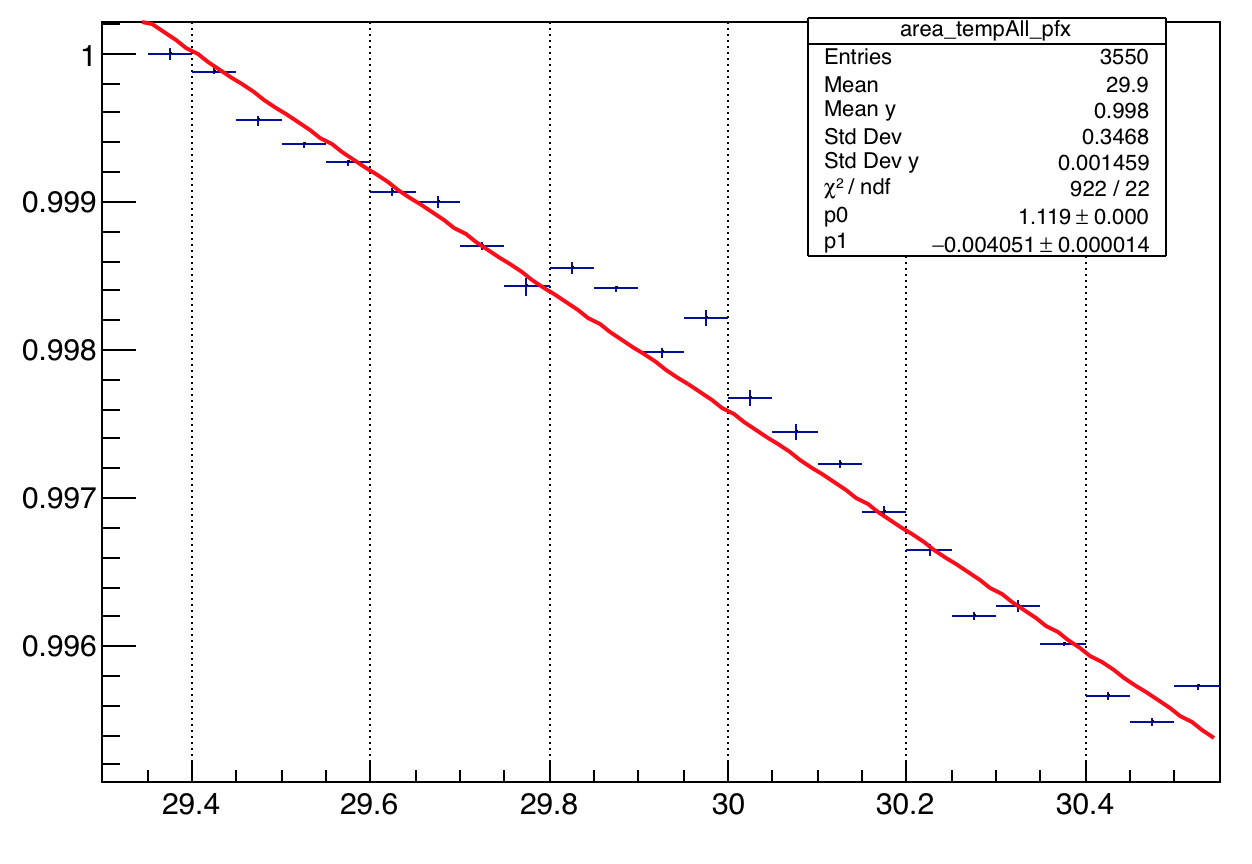 area_tempAll_pfx
Entries 3550
Mean 29.9
Mean y 0.998
Std Dev 0.3468
Std Dev y 0.001459
χ² / ndf 922 / 22
p0 1.119 ± 0.000
p1 −0.004051 ± 0.000014
1
0.999
0.998
0.997
0.996
29.4 29.6 29.8 30 30.2 30.4